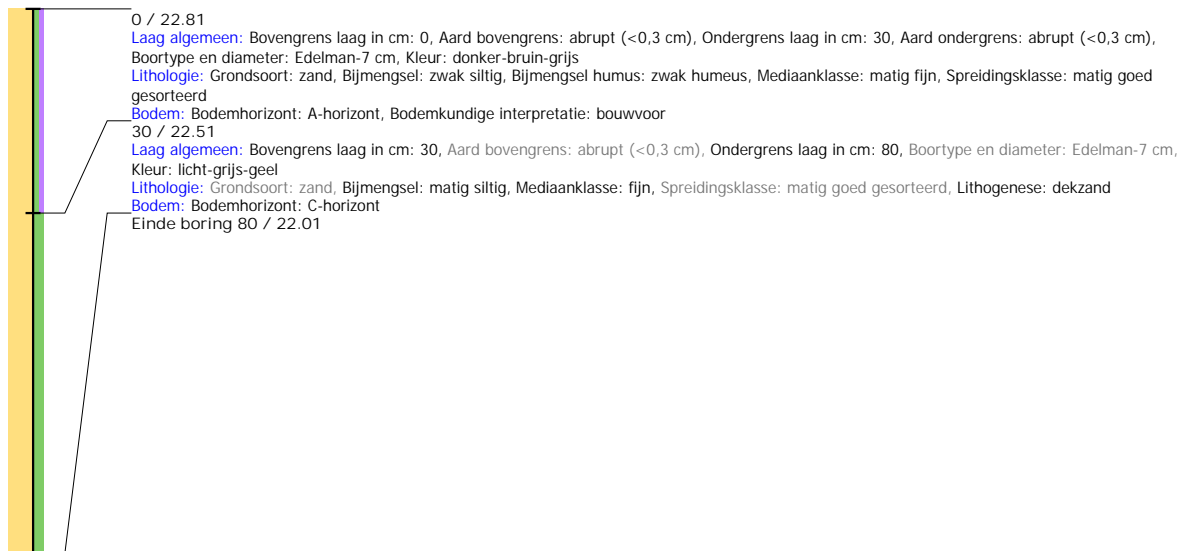 0 / 22.81
Laag algemeen: Bovengrens laag in cm: 0, Aard bovengrens: abrupt (<0,3 cm), Ondergrens laag in cm: 30, Aard ondergrens: abrupt (<0,3 cm),
Boortype en diameter: Edelman-7 cm, Kleur: donker-bruin-grijs
Lithologie: Grondsoort: zand, Bijmengsel: zwak siltig, Bijmengsel humus: zwak humeus, Mediaanklasse: matig fijn, Spreidingsklasse: matig goed
gesorteerd
Bodem: Bodemhorizont: A-horizont, Bodemkundige interpretatie: bouwvoor
30 / 22.51
Laag algemeen: Bovengrens laag in cm: 30, Aard bovengrens: abrupt (<0,3 cm), Ondergrens laag in cm: 80, Boortype en diameter: Edelman-7 cm,
Kleur: licht-grijs-geel
Lithologie: Grondsoort: zand, Bijmengsel: matig siltig, Mediaanklasse: fijn, Spreidingsklasse: matig goed gesorteerd, Lithogenese: dekzand
Bodem: Bodemhorizont: C-horizont
Einde boring 80 / 22.01